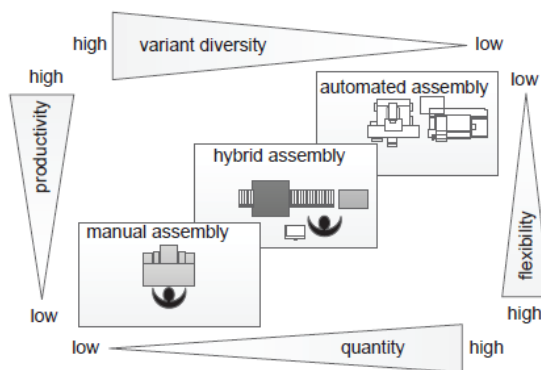 high
variant diversity
low
high
low
automated assembly
productivity
hybrid assembly
manual assembly
flexibility
low
high
low
quantity
high